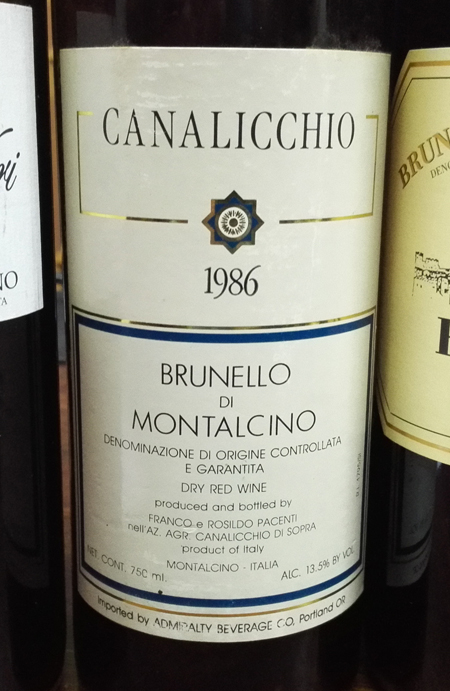 CANALICCHIO
1986
BRUNELLO
DI
MONTALCINO
DENOMINAZIONE DI ORIGINE CONTROLLATA
E GARANTITA
DRY RED WINE
produced and bottled by
FRANCO e ROSILDO PACENTI
nell'AZ. AGR. CANALICCHIO DI SOPRA
product of Italy
NET. CONT. 750 ml.
MONTALCINO - ITALIA
ALC. 13.5% BY VOL.
imported by ADMIRALTY BEVERAGE CO, Portland OR